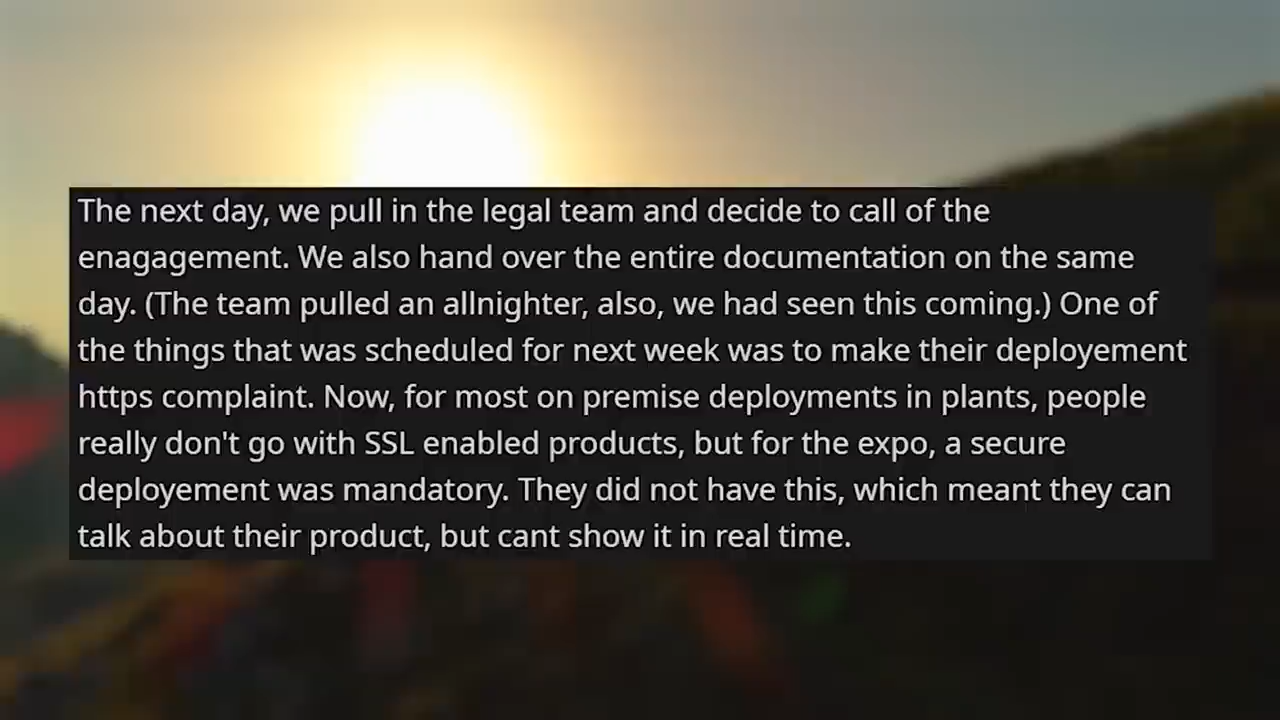 The next day, we pull in the legal team and decide to call of the
enagagement. We also hand over the entire documentation on the same
day. (The team pulled an allnighter, also, we had seen this coming.) One of
the things that was scheduled for next week was to make their deployement
https complaint. Now, for most on premise deployments in plants, people
really don't go with SSL enabled products, but for the expo, a secure
deployement was mandatory. They did not have this, which meant they can
talk about their product, but cant show it in real time.